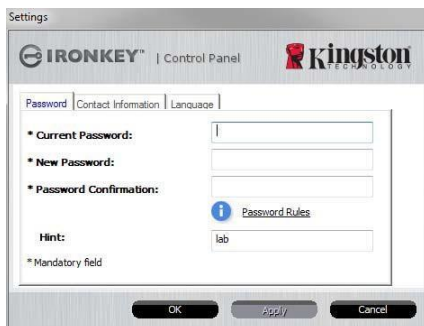 Settings
IRONKEY™ | Control Panel
Kingston
TECHNOLOGY
Password Contact Information Language
* Current Password:
* New Password:
* Password Confirmation:
i Password Rules
Hint: lab
* Mandatory field
OK Apply Cancel